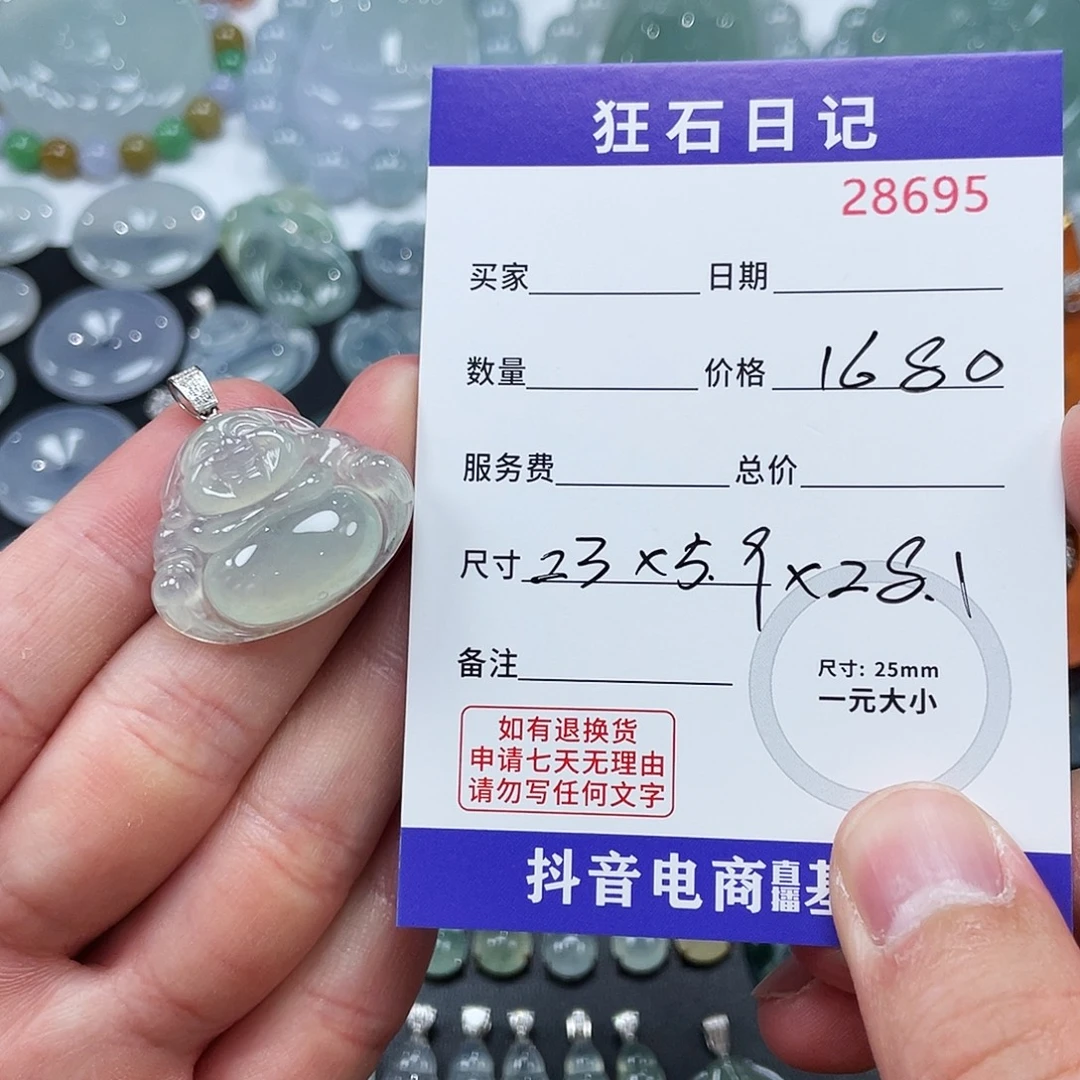 狂石日记
28695
买家 日期
数量 价格 1680
服务费 总价
尺寸 23×5.9×28.1
备注
尺寸: 25mm
一元大小
如有退换货
申请七天无理由
请勿写任何文字
抖音电商直播基